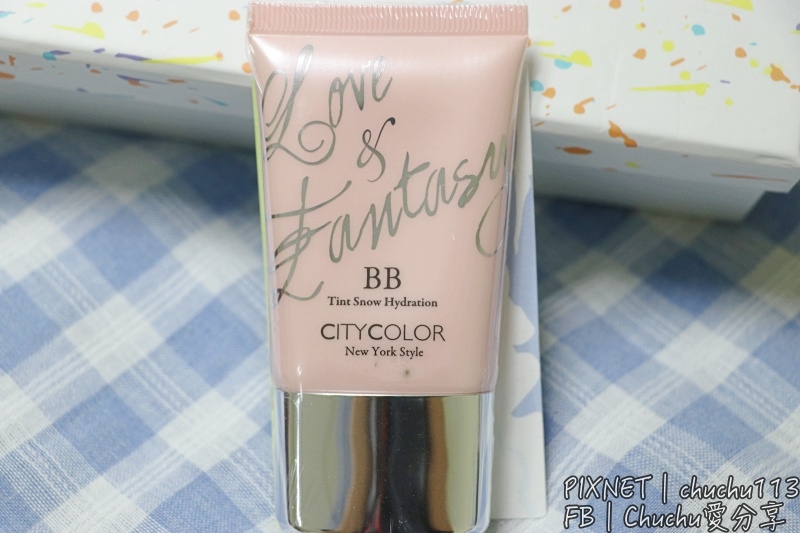 Love
&
Fantasy
BB
Tint Snow Hydration
CITYCOLOR
New York Style
PIXNET | chuchu113
FB | Chuchu愛分享